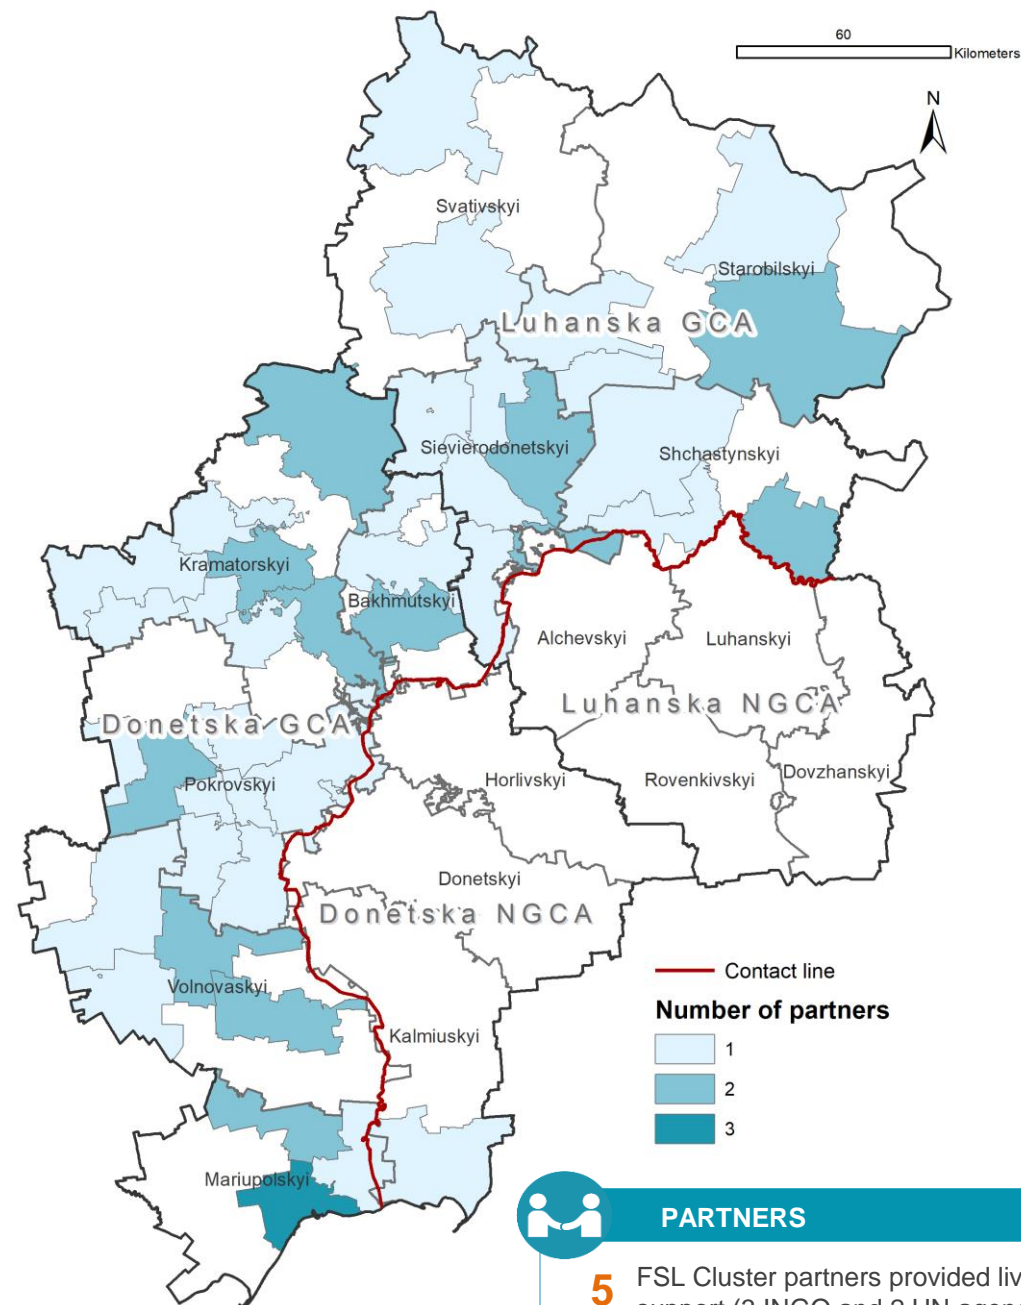 60
Kilometers
N
Svativskyi
Starobilskyi
Luhanska GCA
Sievierodonetskyi
Shchastynskyi
Kramatorskyi
Bakhmutskyi
Alchevskyi
Luhanskyi
Luhanska NGCA
Donetska GCA
Pokrovskyi
Horlivskyi
Rovenkivskyi
Dovzhanskyi
Donetskyi
Donetska NGCA
Contact line
Volnovaskyi
Number of partners
Kalmiuskyi
1
2
3
Mariupolskyi
PARTNERS
5 FSL Cluster partners provided